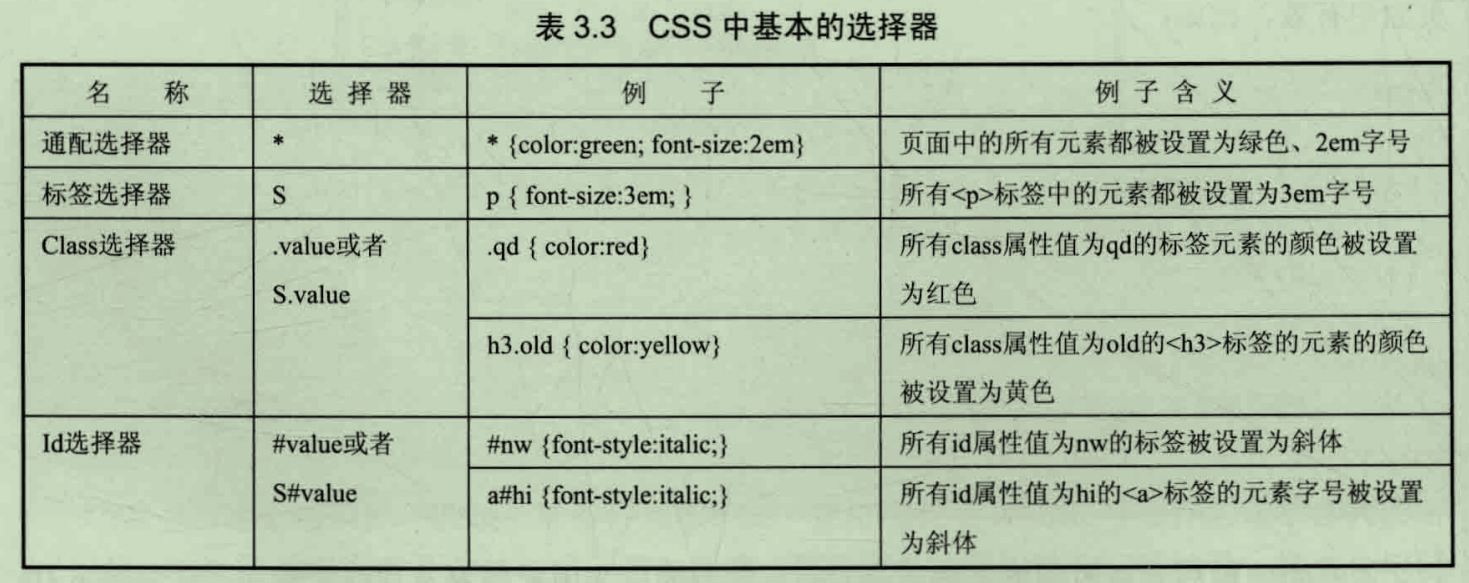 表 3.3 CSS 中基本的选择器
名 称 选 择 器 例 子 例 子 含 义
通配选择器 * * {color:green; font-size:2em} 页面中的所有元素都被设置为绿色、2em字号
标签选择器 S p { font-size:3em; } 所有<p>标签中的元素都被设置为3em字号
Class选择器 .value或者 .qd { color:red} 所有class属性值为qd的标签元素的颜色被设置
S.value 为红色
h3.old { color:yellow} 所有class属性值为old的<h3>标签的元素的颜色
被设置为黄色
Id选择器 #value或者 #nw {font-style:italic;} 所有id属性值为nw的标签被设置为斜体
S#value a#hi {font-style:italic;} 所有id属性值为hi的<a>标签的元素字号被设置
为斜体